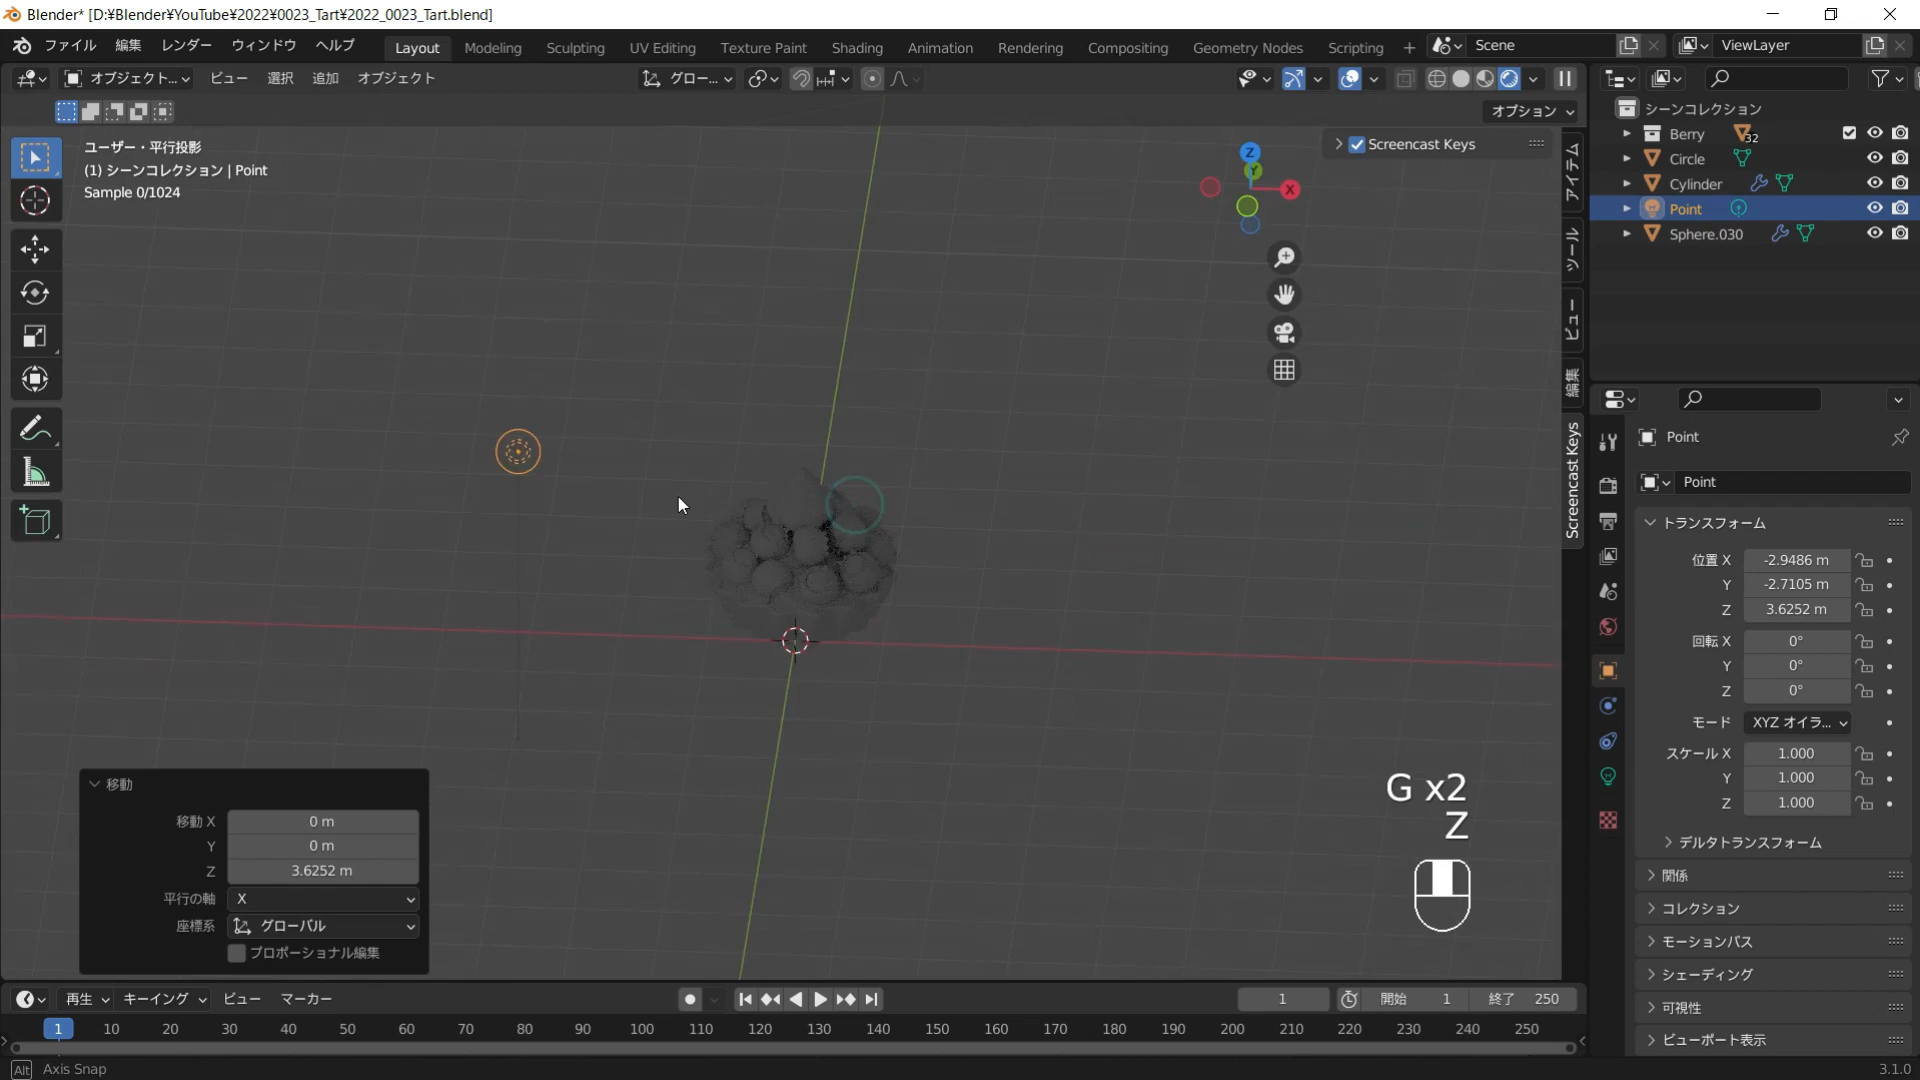 Blender* [D:¥Blender¥YouTube¥2022¥0023_Tart¥2022_0023_Tart.blend]
ファイル 編集 レンダー ウィンドウ ヘルプ Layout Modeling Sculpting UV Editing Texture Paint Shading Animation Rendering Compositing Geometry Nodes Scripting + Scene ViewLayer
オブジェクト... ビュー 選択 追加 オブジェクト グロー...
オプション
シーンコレクション
Berry 32
Circle
Cylinder
Point
Sphere.030
ユーザー・平行投影
(1) シーンコレクション | Point
Sample 0/1024
Screencast Keys
Z
Y
X
アイテム
ツール
ビュー
編集
Screencast Keys
Point
Point
トランスフォーム
位置 X -2.9486 m
Y -2.7105 m
Z 3.6252 m
回転 X 0°
Y 0°
Z 0°
モード XYZ オイラ...
スケール X 1.000
Y 1.000
Z 1.000
デルタトランスフォーム
関係
コレクション
モーションパス
シェーディング
可視性
ビューポート表示
移動
移動 X 0 m
Y 0 m
Z 3.6252 m
平行の軸 X
座標系 グローバル
プロポーショナル編集
G x2
Z
再生 キーイング ビュー マーカー 1 開始 1 終了 250
1 10 20 30 40 50 60 70 80 90 100 110 120 130 140 150 160 170 180 190 200 210 220 230 240 250
Alt Axis Snap 3.1.0